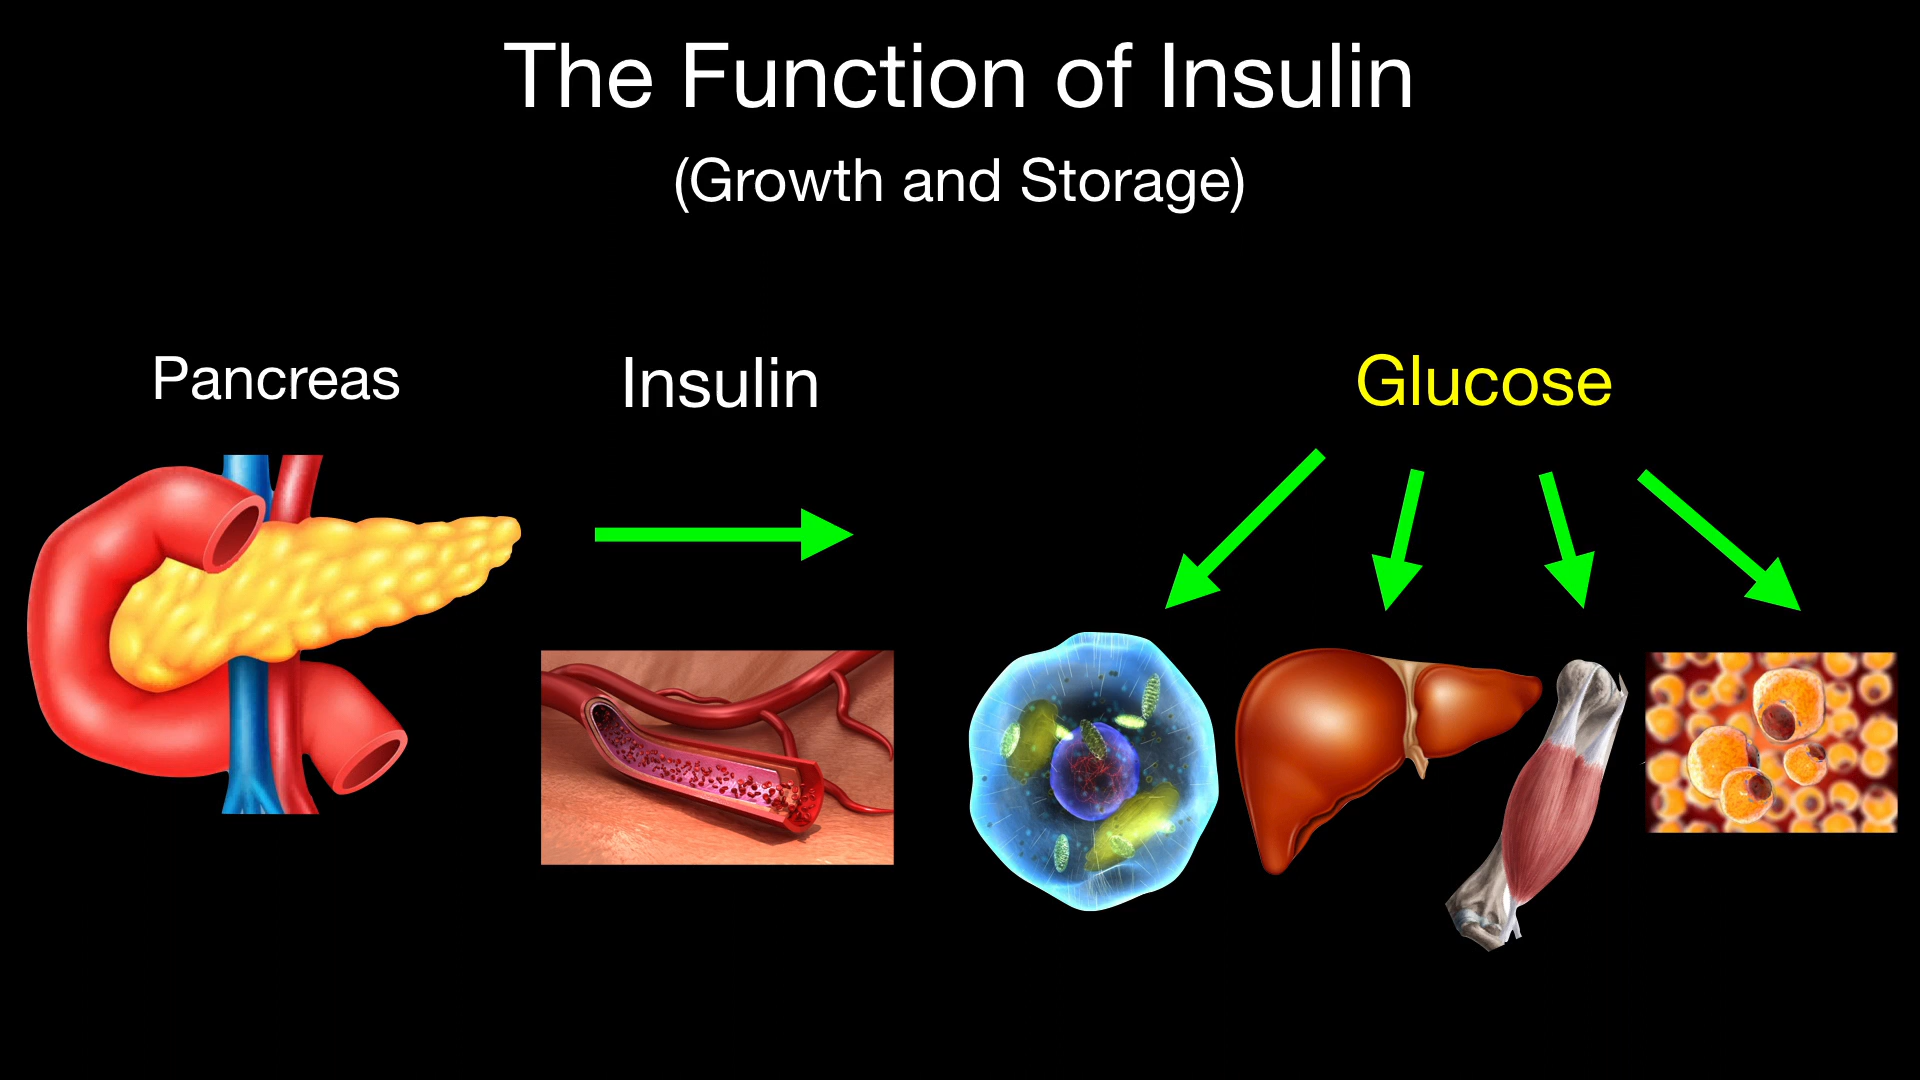 The Function of Insulin
(Growth and Storage)
Pancreas
Insulin
Glucose